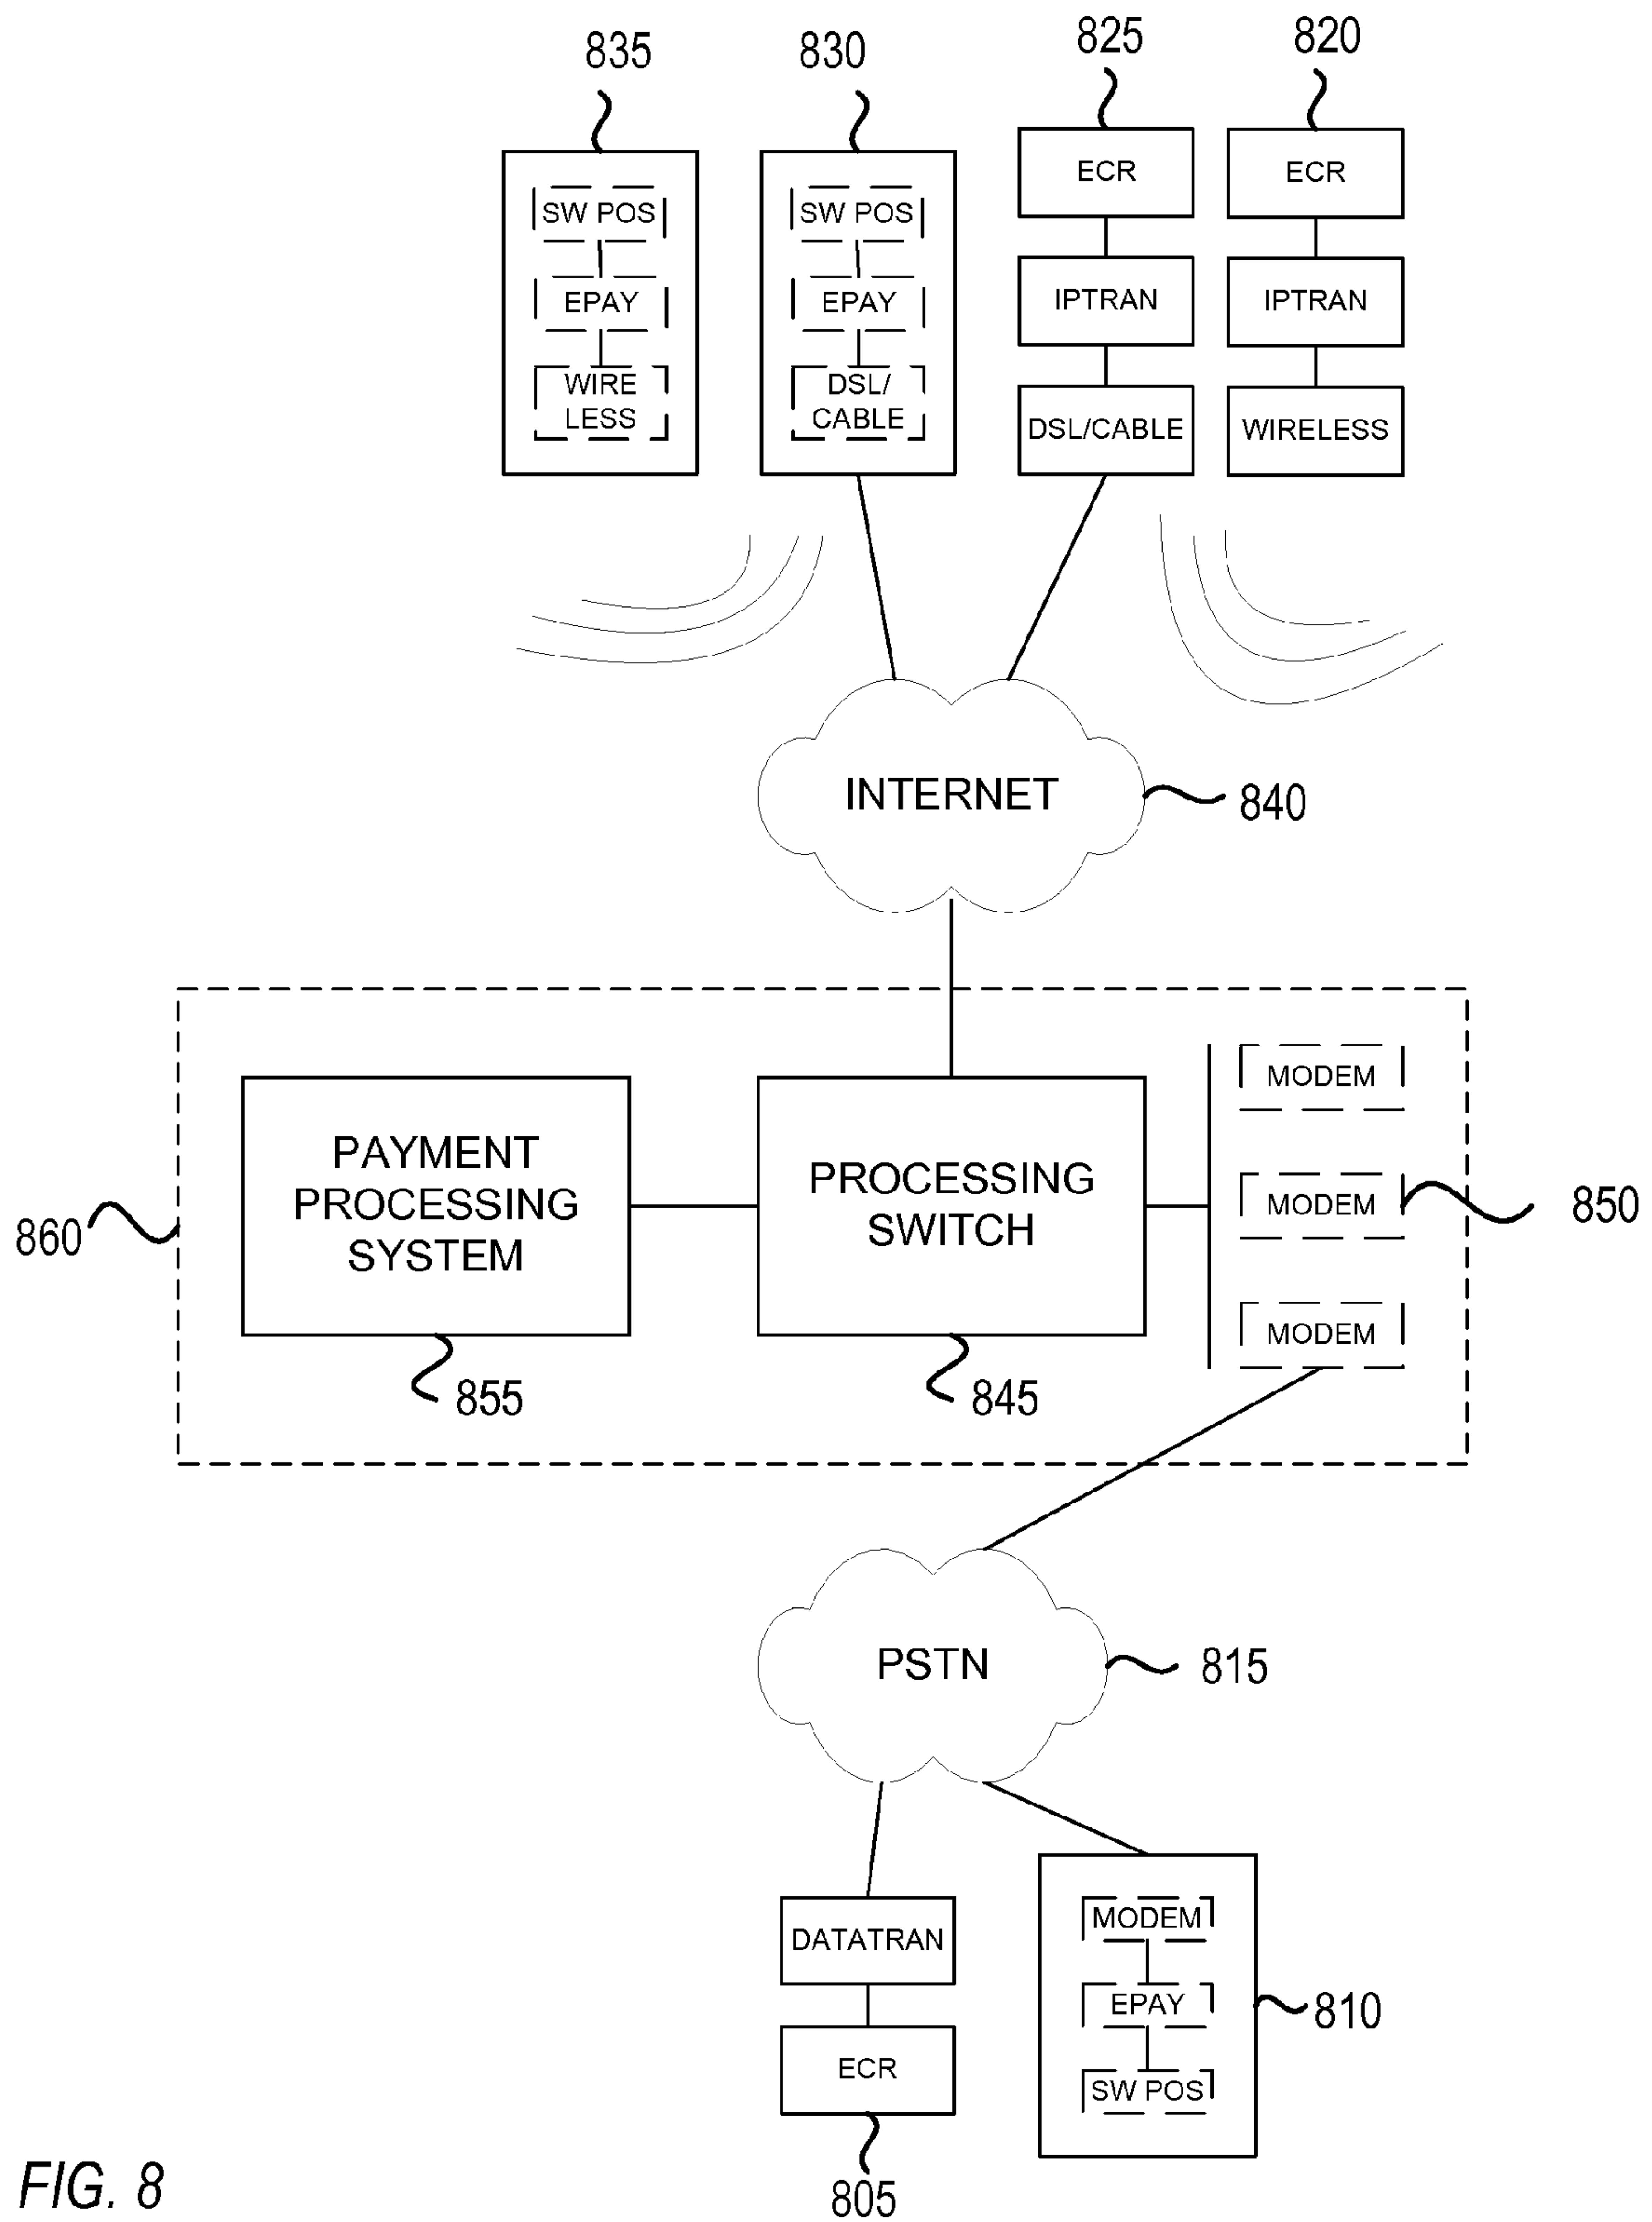 835
830
825
820
SW POS
EPAY
WIRE
LESS
SW POS
EPAY
DSL/
CABLE
ECR
IPTRAN
DSL/CABLE
ECR
IPTRAN
WIRELESS
INTERNET
840
PAYMENT
PROCESSING
SYSTEM
PROCESSING
SWITCH
MODEM
MODEM
MODEM
850
860
855
845
PSTN
815
DATATRAN
ECR
805
MODEM
EPAY
SW POS
810
FIG. 8